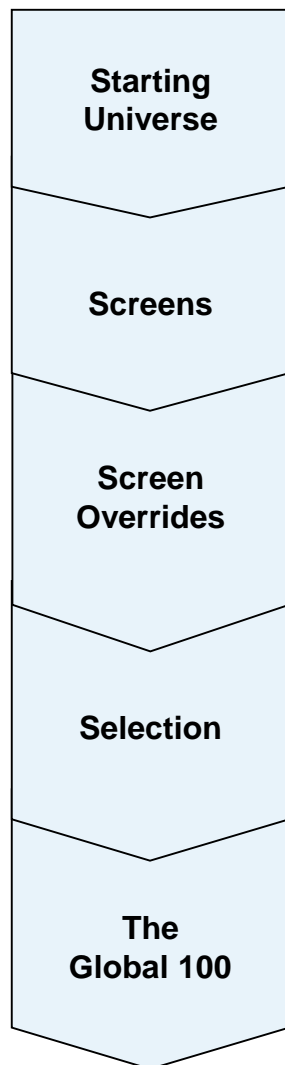 Starting
Universe
Screens
Screen
Overrides
Selection
The
Global 100